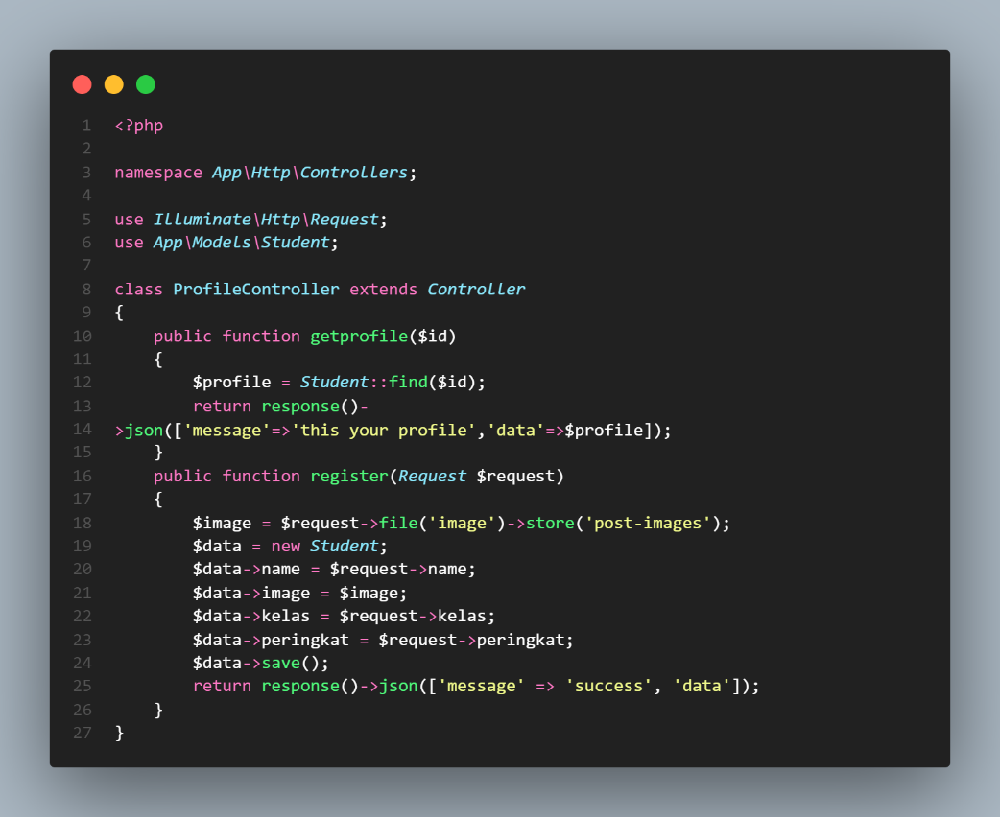 1 <?php
2
3 namespace App\Http\Controllers;
4
5 use Illuminate\Http\Request;
6 use App\Models\Student;
7
8 class ProfileController extends Controller
9 {
10     public function getprofile($id)
11     {
12         $profile = Student::find($id);
13         return response()-
14 >json(['message'=>'this your profile','data'=>$profile]);
15     }
16     public function register(Request $request)
17     {
18         $image = $request->file('image')->store('post-images');
19         $data = new Student;
20         $data->name = $request->name;
21         $data->image = $image;
22         $data->kelas = $request->kelas;
23         $data->peringkat = $request->peringkat;
24         $data->save();
25         return response()->json(['message' => 'success', 'data']);
26     }
27 }